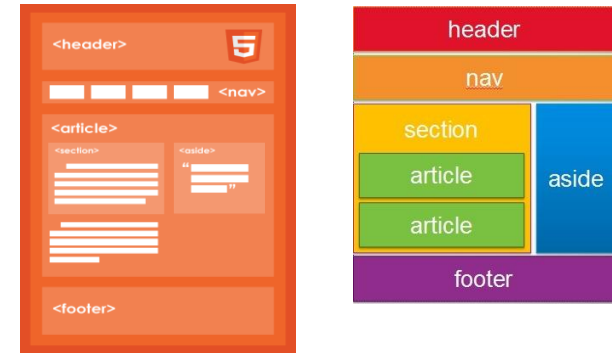 <header>
5
<nav>
<article>
<section>
<aside>
“
”
<footer>
header
nav
section
article
article
aside
footer